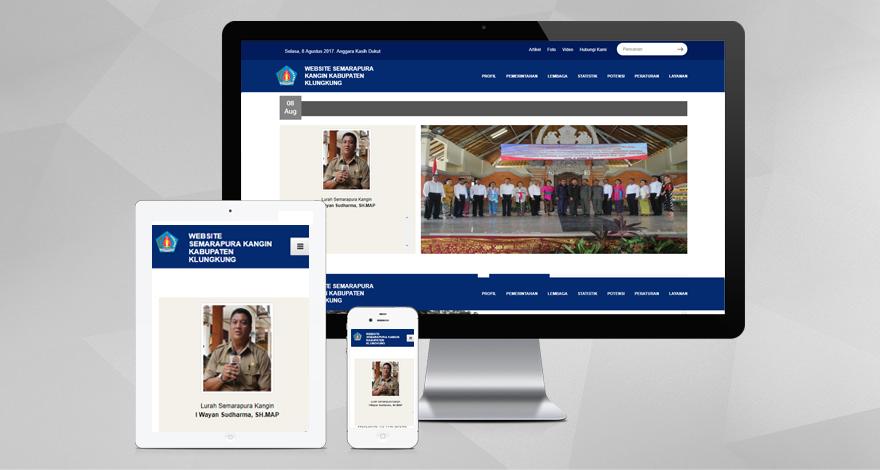 Selasa, 8 Agustus 2017. Anggara Kasih Dukut
Artikel Foto Video Hubungi Kami
Pencarian
WEBSITE SEMARAPURA
KANGIN KABUPATEN
KLUNGKUNG
PROFIL PEMERINTAHAN LEMBAGA STATISTIK POTENSI PERATURAN LAYANAN
08
Aug
Lurah Semarapura Kangin
Wayan Sudharma, SH.MAP
SEMARAPURA
KABUPATEN
PROFIL PEMERINTAHAN LEMBAGA STATISTIK POTENSI PERATURAN LAYANAN
WEBSITE
SEMARAPURA KANGIN
KABUPATEN
KLUNGKUNG
Lurah Semarapura Kangin
I Wayan Sudharma, SH.MAP
WEBSITE
SEMARAPURA KANGIN
KABUPATEN
KLUNGKUNG
Lurah Semarapura Kangin
I Wayan Sudharma, SH.MAP